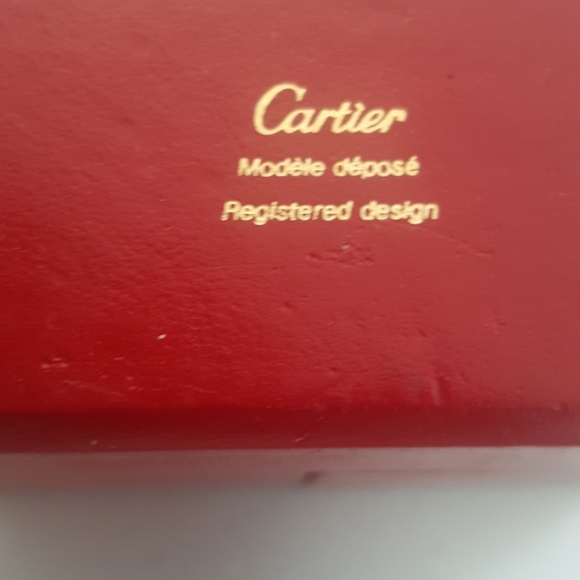 Cartier
Modèle déposé
Registered design